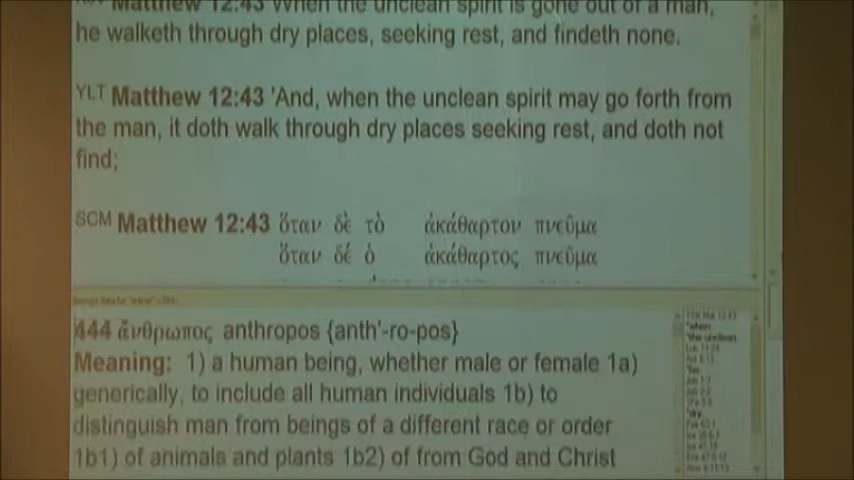 Matthew 12:43 When the unclean spirit is gone out of a man,
he walketh through dry places, seeking rest, and findeth none.
YLT Matthew 12:43 'And, when the unclean spirit may go forth from
the man, it doth walk through dry places seeking rest, and doth not
find;
SCM Matthew 12:43 ὅταν δὲ τὸ ἀκάθαρτον πνεῦμα
ὅταν δέ ὁ ἀκάθαρτος πνεῦμα
444 ἄνθρωπος anthropos {anth'-ro-pos}
Meaning: 1) a human being, whether male or female 1a)
generically, to include all human individuals 1b) to
distinguish man from beings of a different race or order
1b1) of animals and plants 1b2) of from God and Christ
"when
"the unclean
"he
"dry